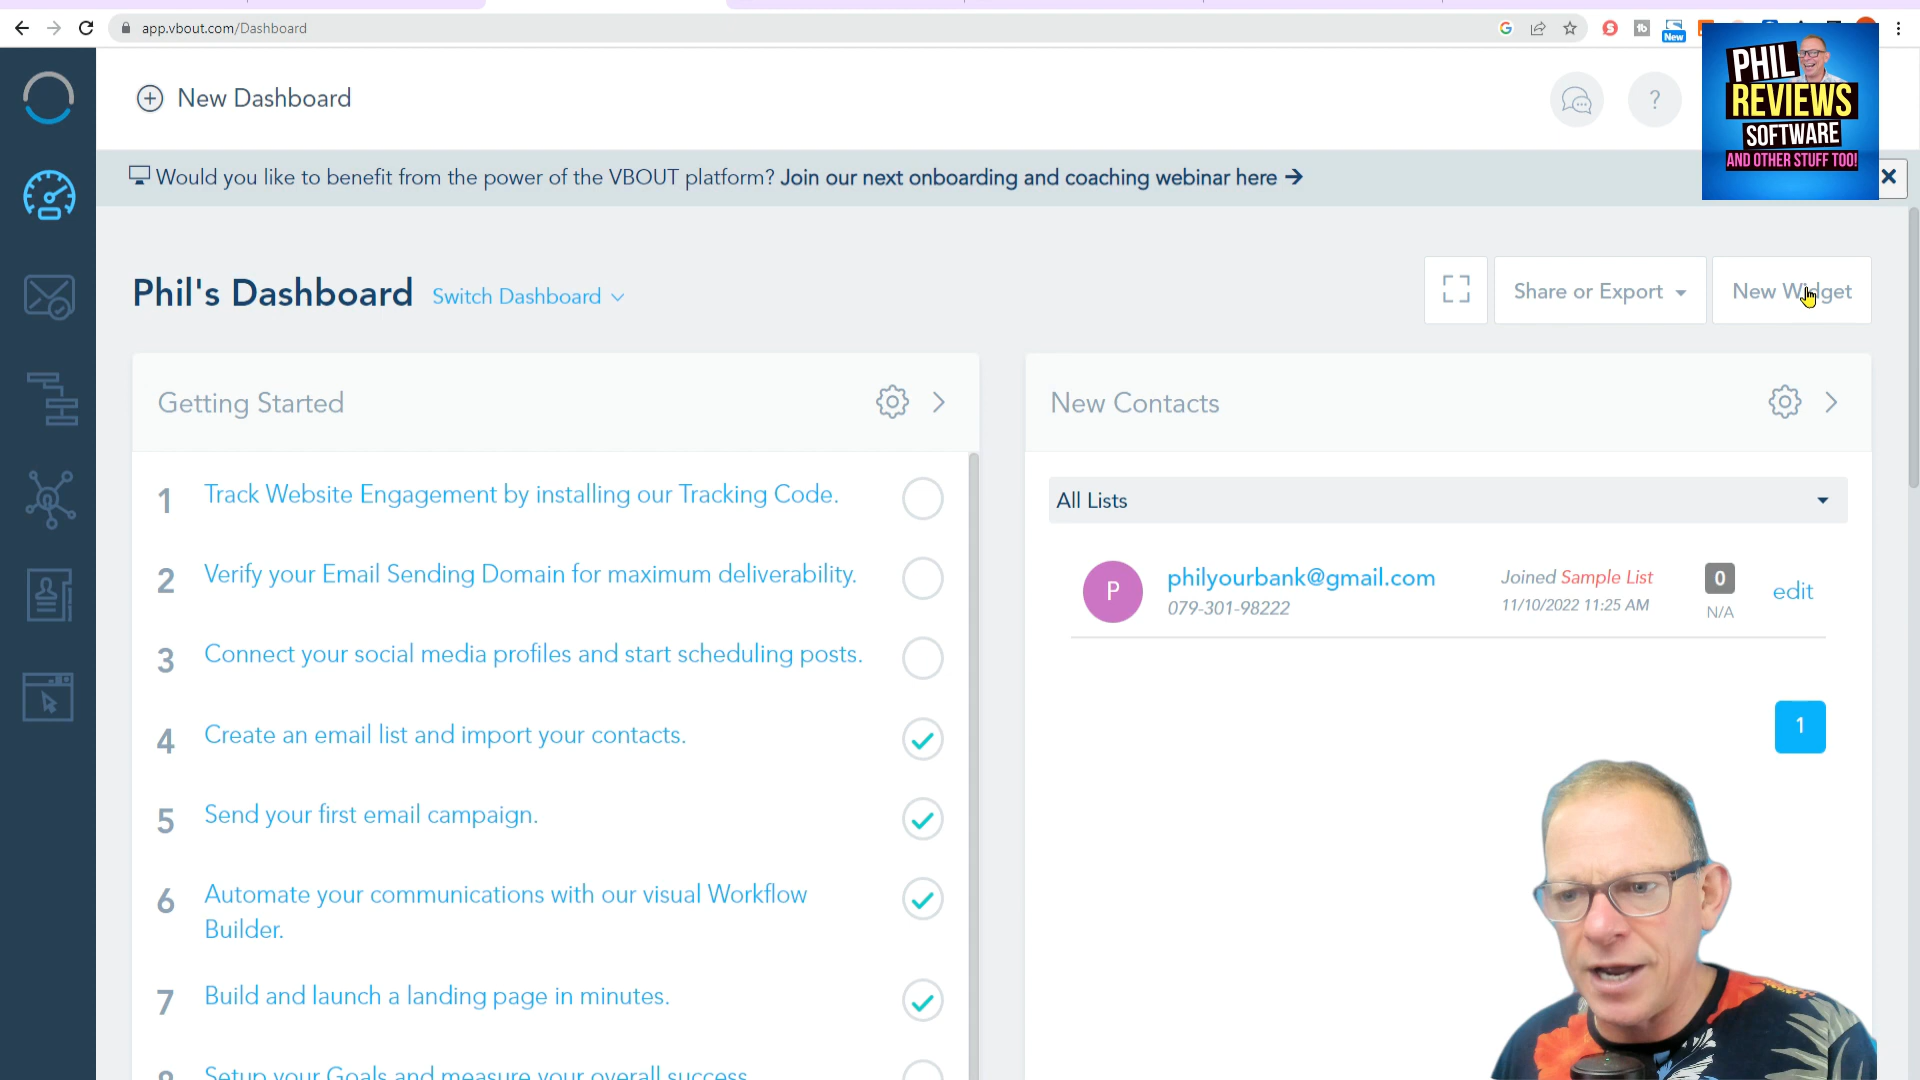 app.vbout.com/Dashboard
New
New Dashboard
?
PHIL
REVIEWS
SOFTWARE
AND OTHER STUFF TOO!
Would you like to benefit from the power of the VBOUT platform? Join our next onboarding and coaching webinar here →
Phil's Dashboard
Switch Dashboard
Share or Export
New Widget
Getting Started
1 Track Website Engagement by installing our Tracking Code.
2 Verify your Email Sending Domain for maximum deliverability.
3 Connect your social media profiles and start scheduling posts.
4 Create an email list and import your contacts.
5 Send your first email campaign.
6 Automate your communications with our visual Workflow
Builder.
7 Build and launch a landing page in minutes.
8 Setup your Goals and measure your overall success
New Contacts
All Lists
P
philyourbank@gmail.com
079-301-98222
Joined Sample List
11/10/2022 11:25 AM
0
N/A
edit
1